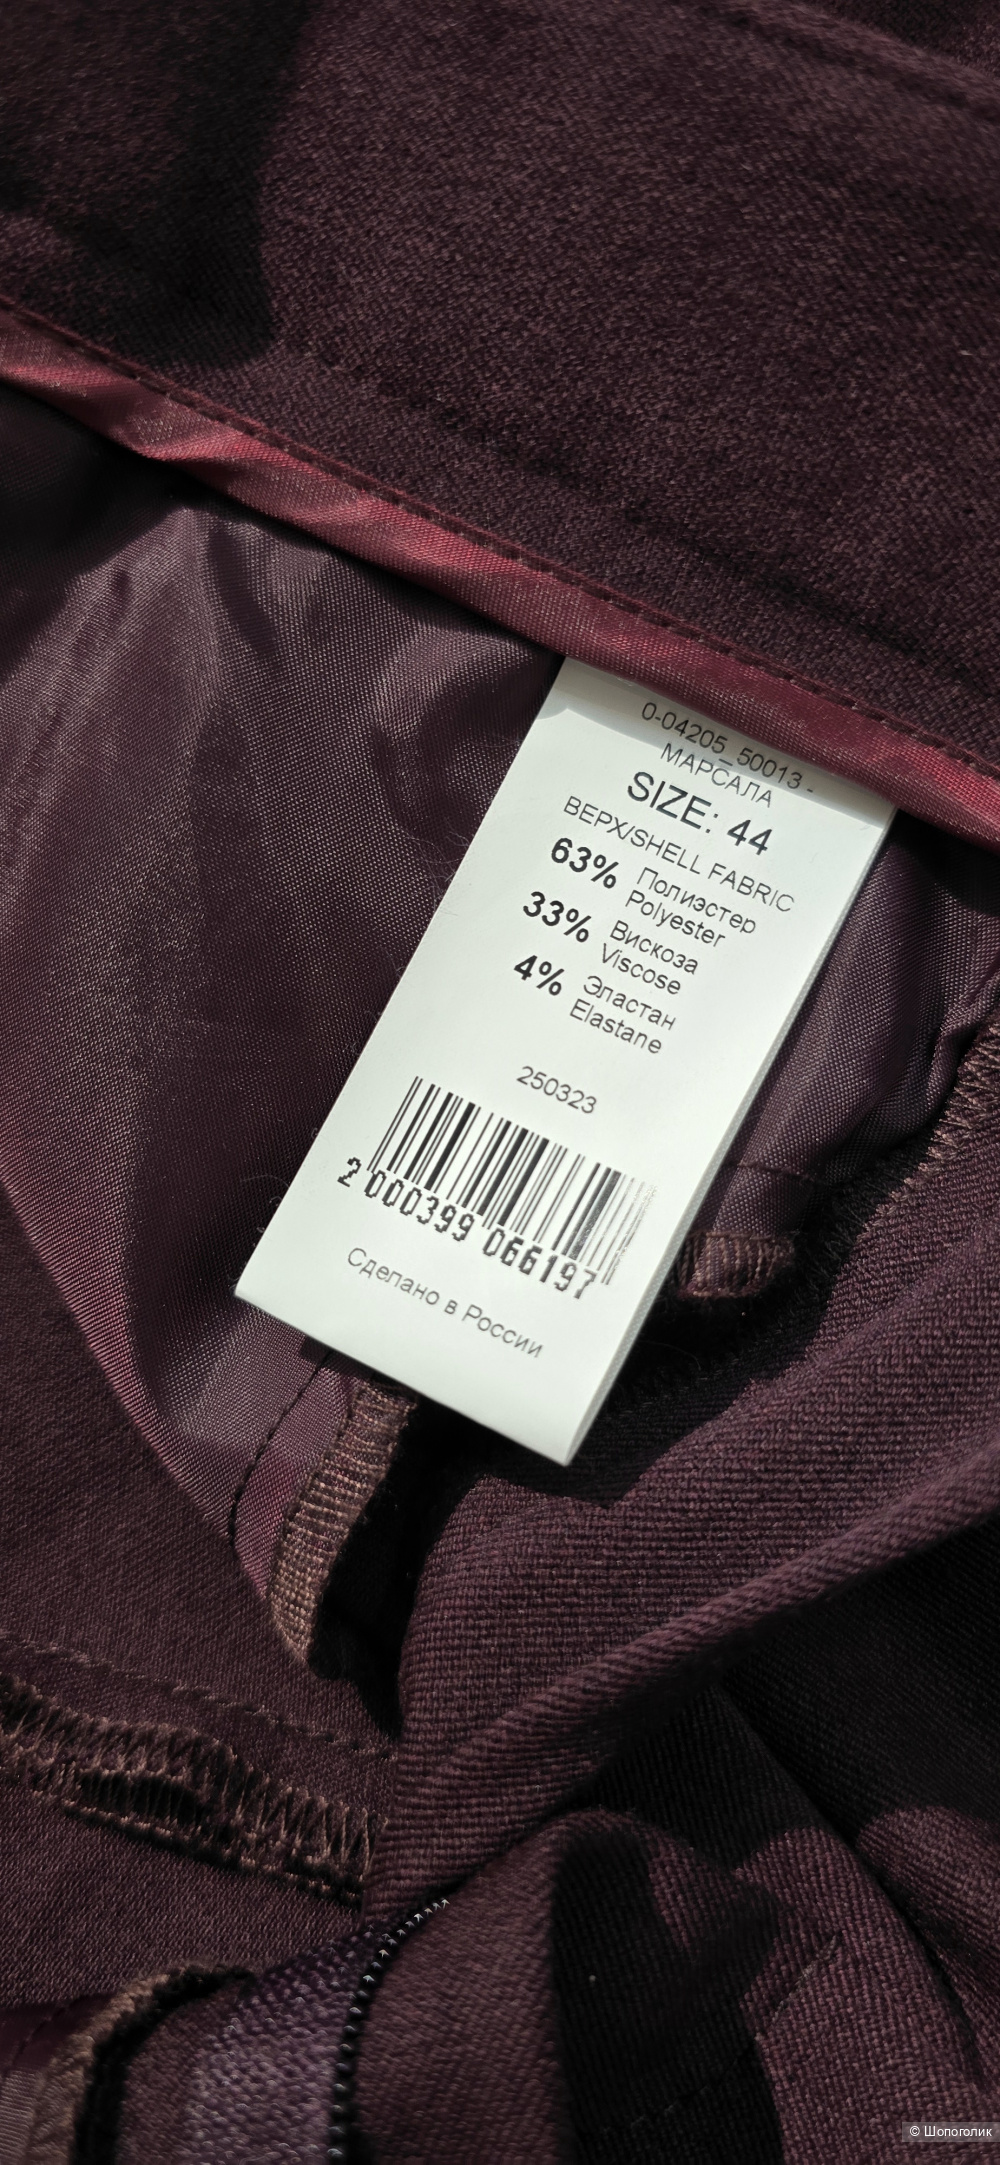 0-04205_50013 -
МАРСАЛА
SIZE: 44
ВЕРХ/SHELL FABRIC
63% Полиэстер
Polyester
33% Вискоза
Viscose
4% Эластан
Elastane
250323
2 000399 066197
Сделано в России
© Шопоголик